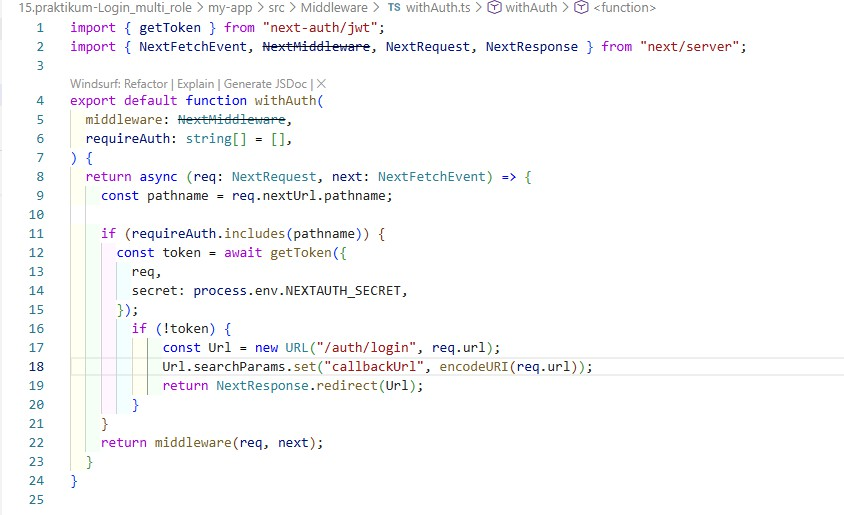 15.praktikum-Login_multi_role > my-app > src > Middleware > TS withAuth.ts > withAuth > <function>
1 import { getToken } from "next-auth/jwt";
2 import { NextFetchEvent, NextMiddleware, NextRequest, NextResponse } from "next/server";
3
Windsurf: Refactor | Explain | Generate JSDoc | X
4 export default function withAuth(
5   middleware: NextMiddleware,
6   requireAuth: string[] = [],
7 ) {
8   return async (req: NextRequest, next: NextFetchEvent) => {
9     const pathname = req.nextUrl.pathname;
10
11     if (requireAuth.includes(pathname)) {
12       const token = await getToken({
13         req,
14         secret: process.env.NEXTAUTH_SECRET,
15       });
16         if (!token) {
17             const Url = new URL("/auth/login", req.url);
18             Url.searchParams.set("callbackUrl", encodeURI(req.url));
19             return NextResponse.redirect(Url);
20         }
21     }
22     return middleware(req, next);
23   }
24 }
25